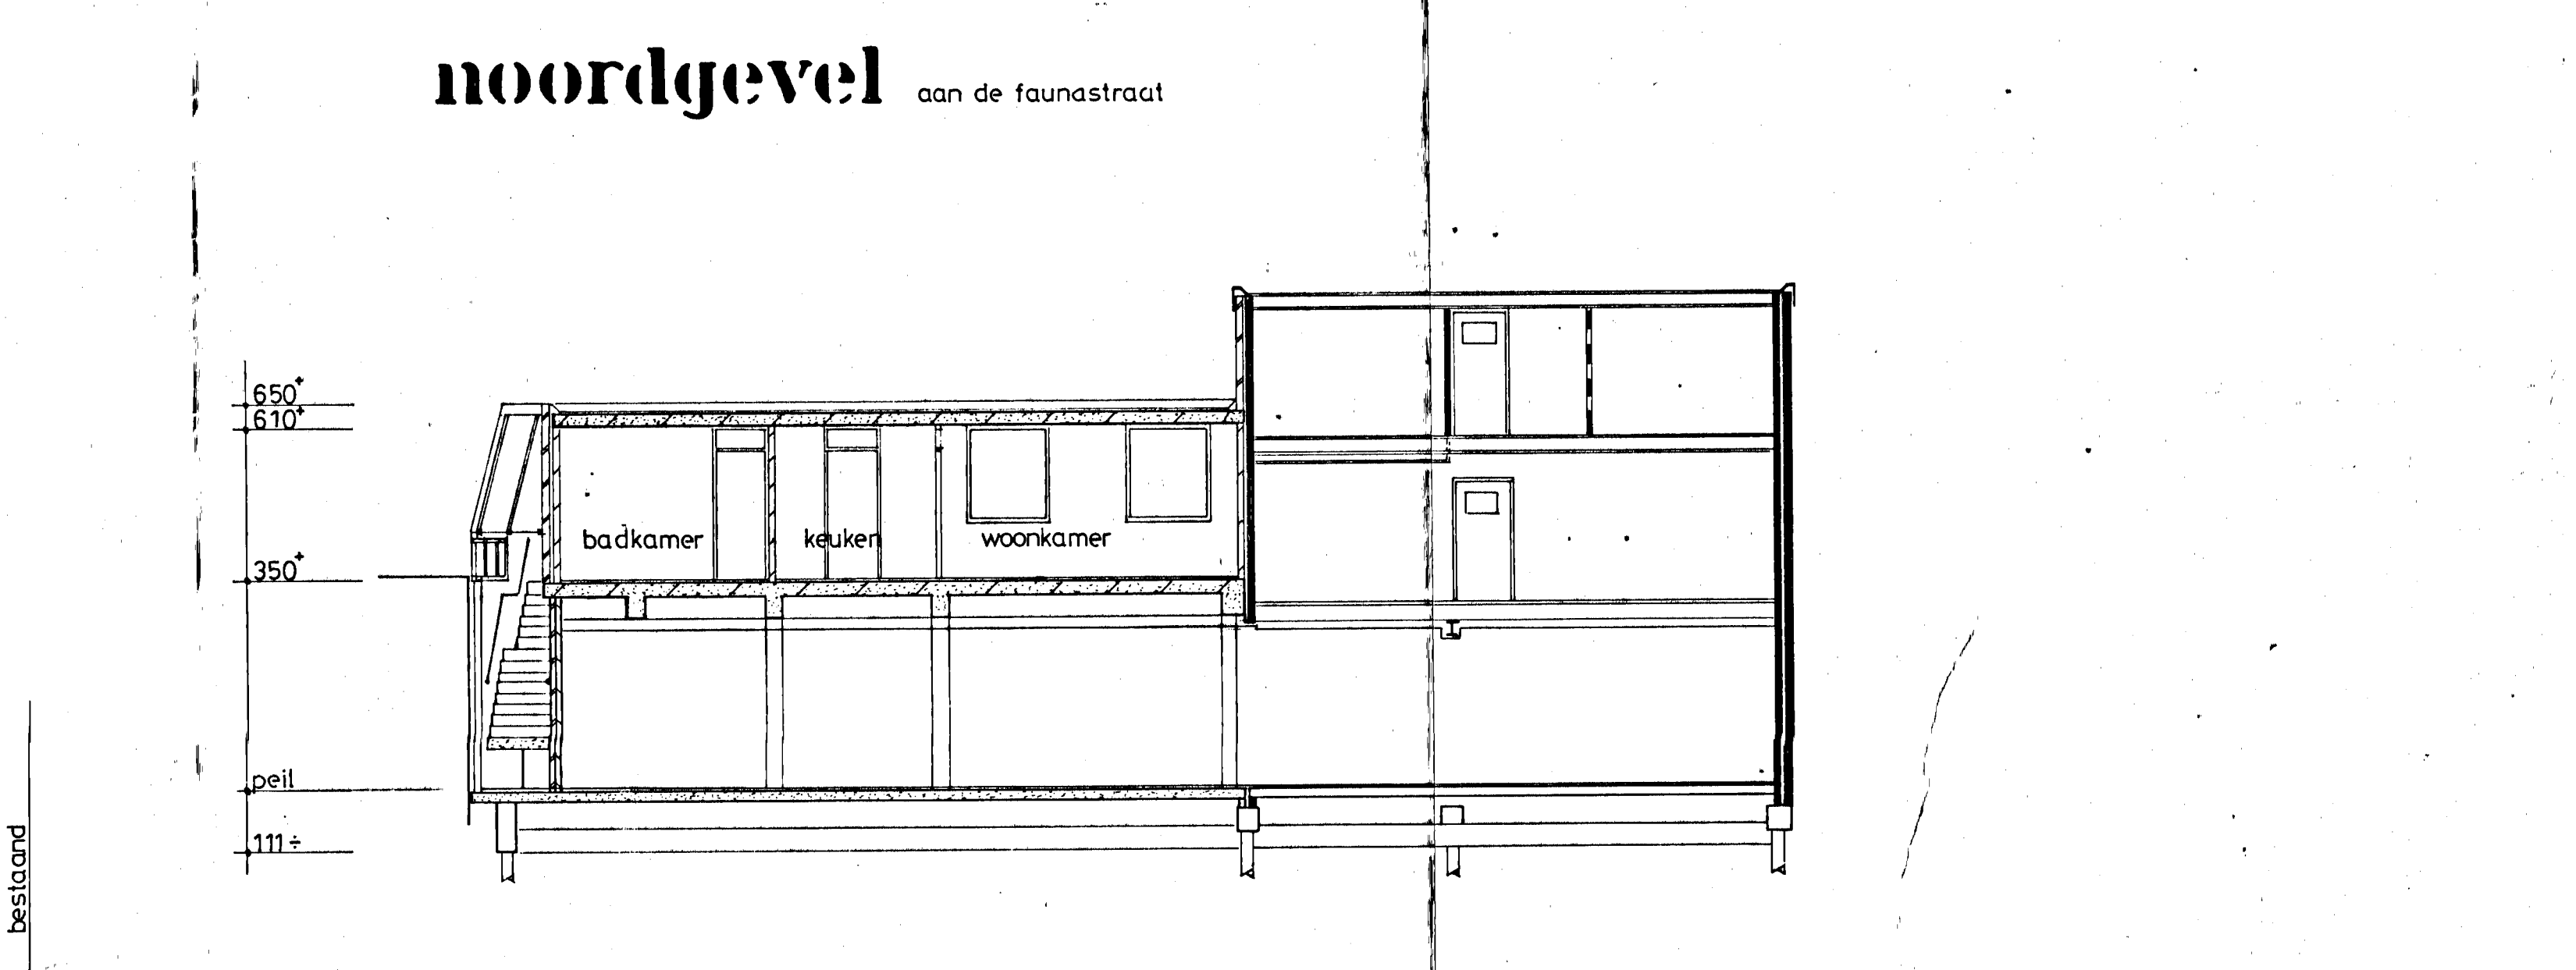 noordgevel aan de faunastraat
650+
610+
badkamer keuken woonkamer
350+
peil
111÷
bestaand